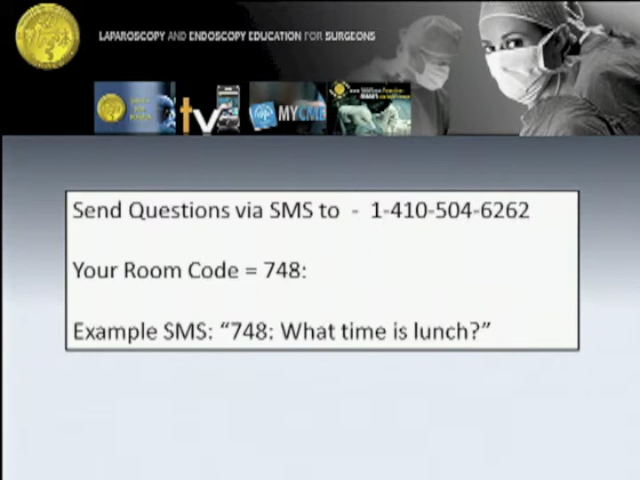 LAPAROSCOPY AND ENDOSCOPY EDUCATION FOR SURGEONS
tv
MYCME
Send Questions via SMS to - 1-410-504-6262
Your Room Code = 748:
Example SMS: “748: What time is lunch?”